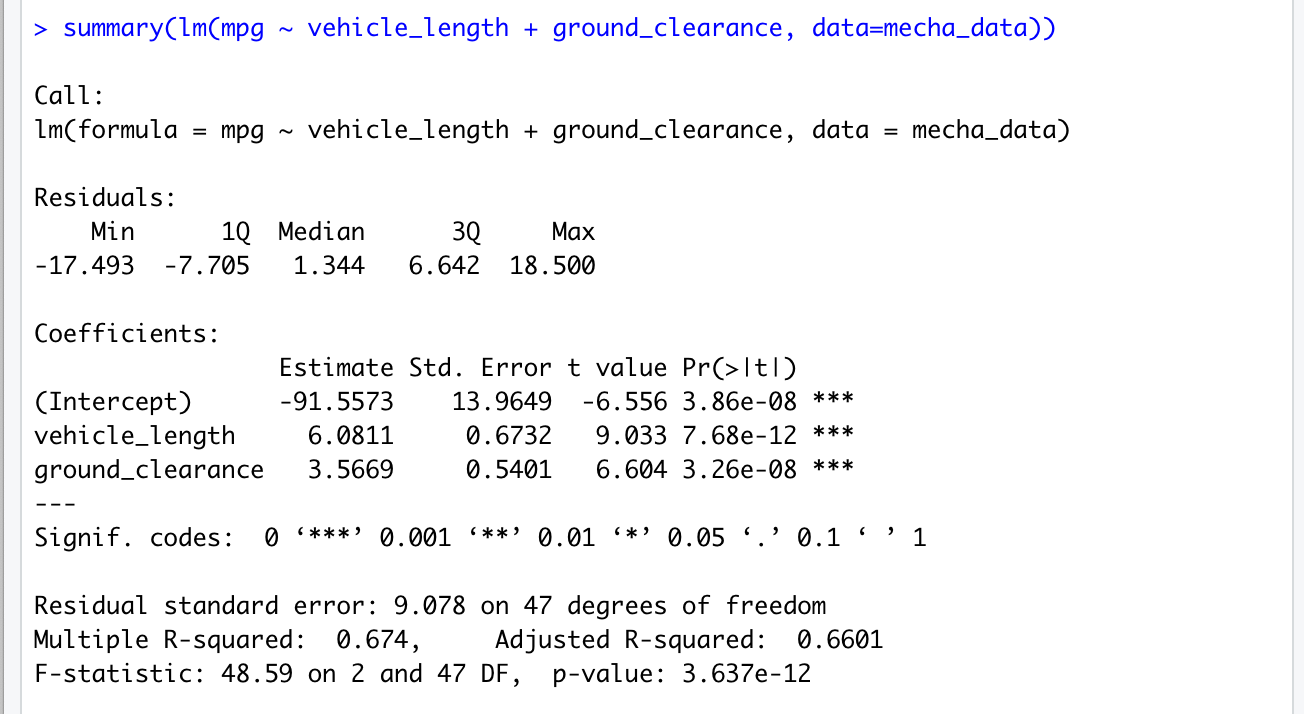 > summary(lm(mpg ~ vehicle_length + ground_clearance, data=mecha_data))
Call:
lm(formula = mpg ~ vehicle_length + ground_clearance, data = mecha_data)
Residuals:
    Min      1Q  Median      3Q     Max
-17.493  -7.705   1.344   6.642  18.500
Coefficients:
                 Estimate Std. Error t value Pr(>|t|)
(Intercept)      -91.5573    13.9649  -6.556 3.86e-08 ***
vehicle_length     6.0811     0.6732   9.033 7.68e-12 ***
ground_clearance   3.5669     0.5401   6.604 3.26e-08 ***
---
Signif. codes:  0 ‘***’ 0.001 ‘**’ 0.01 ‘*’ 0.05 ‘.’ 0.1 ‘ ’ 1
Residual standard error: 9.078 on 47 degrees of freedom
Multiple R-squared:  0.674,	Adjusted R-squared:  0.6601
F-statistic: 48.59 on 2 and 47 DF,  p-value: 3.637e-12